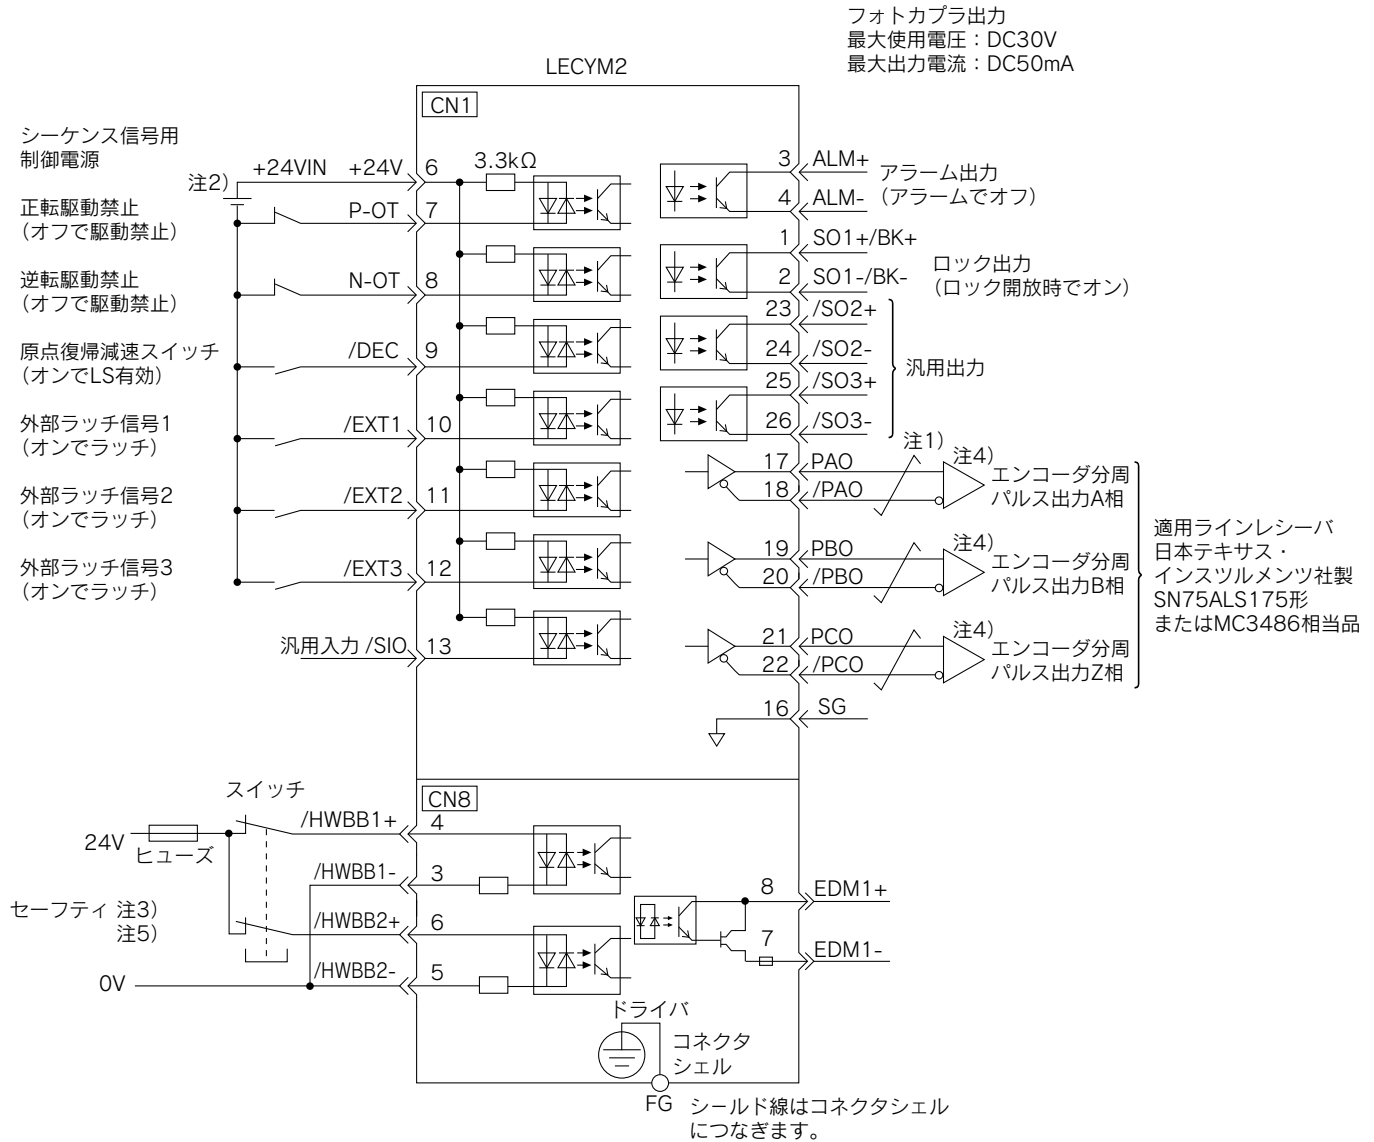 フォトカプラ出力
最大使用電圧：DC30V
最大出力電流：DC50mA
LECYM2
CN1
シーケンス信号用
制御電源
注2)
+24VIN
+24V
6
3.3kΩ
正転駆動禁止
(オフで駆動禁止)
P-OT
7
逆転駆動禁止
(オフで駆動禁止)
N-OT
8
原点復帰減速スイッチ
(オンでLS有効)
/DEC
9
外部ラッチ信号1
(オンでラッチ)
/EXT1
10
外部ラッチ信号2
(オンでラッチ)
/EXT2
11
外部ラッチ信号3
(オンでラッチ)
/EXT3
12
汎用入力 /SIO
13
3
ALM+
4
ALM-
アラーム出力
(アラームでオフ)
1
SO1+/BK+
2
SO1-/BK-
ロック出力
(ロック開放時でオン)
23
/SO2+
24
/SO2-
25
/SO3+
26
/SO3-
汎用出力
注1)
17
PAO
18
/PAO
注4)
エンコーダ分周
パルス出力A相
19
PBO
20
/PBO
注4)
エンコーダ分周
パルス出力B相
21
PCO
22
/PCO
注4)
エンコーダ分周
パルス出力Z相
適用ラインレシーバ
日本テキサス・
インスツルメンツ社製
SN75ALS175形
またはMC3486相当品
16
SG
CN8
スイッチ
24V
ヒューズ
/HWBB1+
4
/HWBB1-
3
セーフティ 注3)
注5)
/HWBB2+
6
/HWBB2-
5
0V
8
EDM1+
7
EDM1-
ドライバ
コネクタ
シェル
FG
シールド線はコネクタシェル
につなぎます。